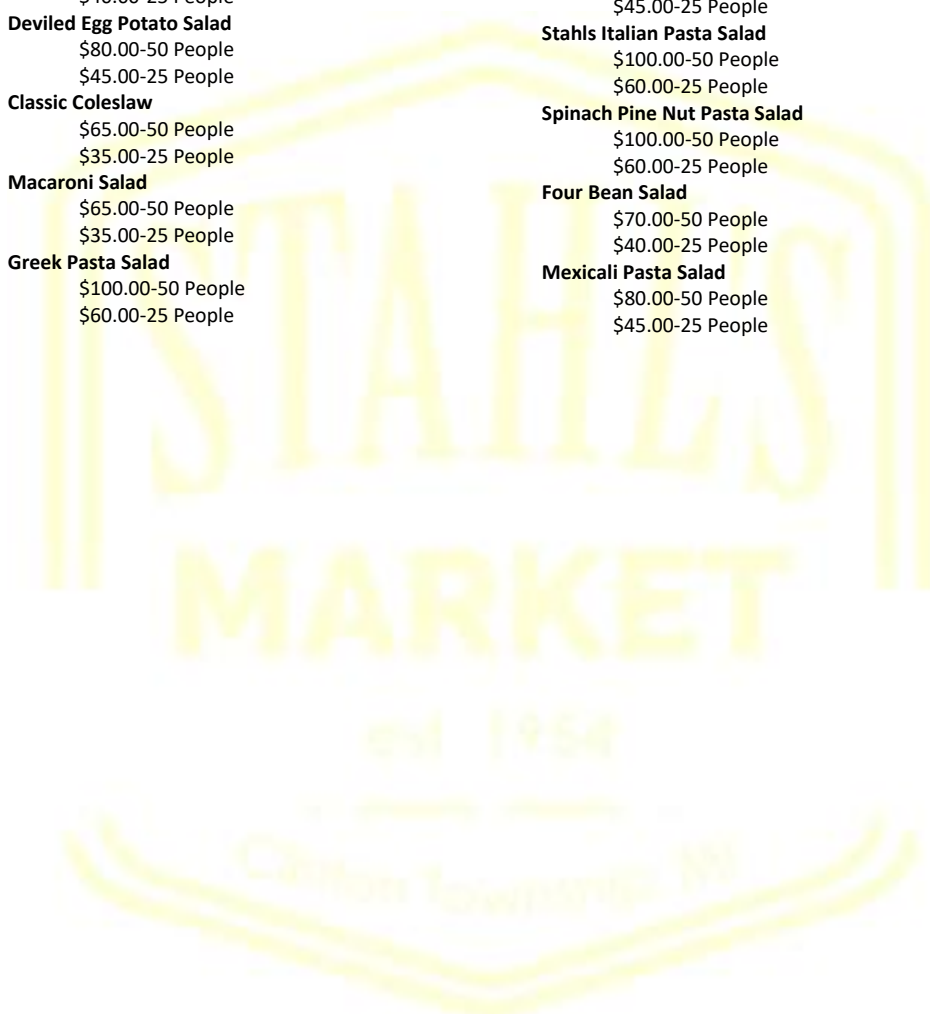 $40.00-25 People
Deviled Egg Potato Salad
$80.00-50 People
$45.00-25 People
Classic Coleslaw
$65.00-50 People
$35.00-25 People
Macaroni Salad
$65.00-50 People
$35.00-25 People
Greek Pasta Salad
$100.00-50 People
$60.00-25 People
$45.00-25 People
Stahls Italian Pasta Salad
$100.00-50 People
$60.00-25 People
Spinach Pine Nut Pasta Salad
$100.00-50 People
$60.00-25 People
Four Bean Salad
$70.00-50 People
$40.00-25 People
Mexicali Pasta Salad
$80.00-50 People
$45.00-25 People
STAHL'S
MARKET
est 1954
Clinton Township MI